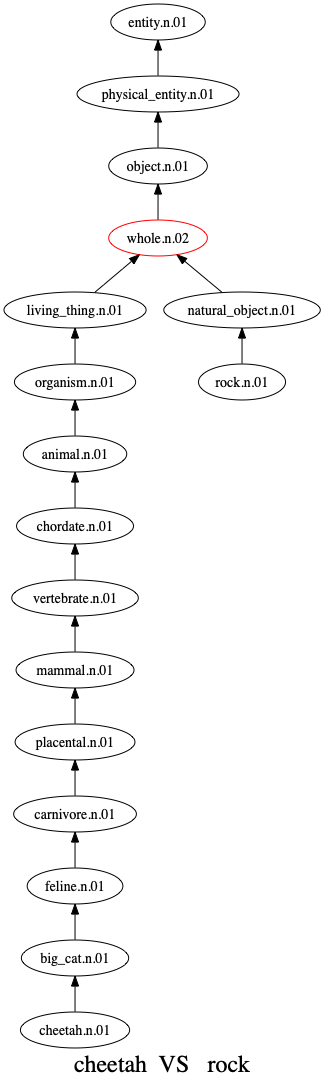 entity.n.01
physical_entity.n.01
object.n.01
whole.n.02
living_thing.n.01 natural_object.n.01
organism.n.01 rock.n.01
animal.n.01
chordate.n.01
vertebrate.n.01
mammal.n.01
placental.n.01
carnivore.n.01
feline.n.01
big_cat.n.01
cheetah.n.01
cheetah VS rock